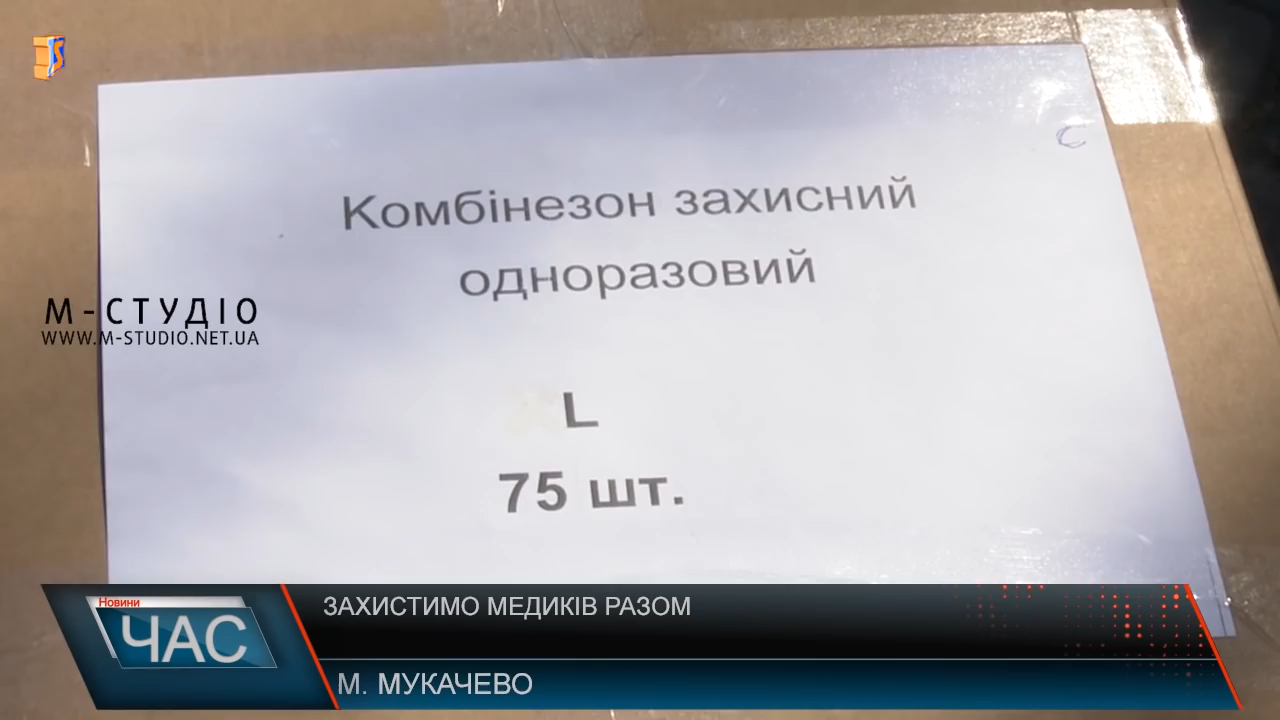 Комбінезон захисний
одноразовий
L
75 шт.
М-СТУДІО
WWW.M-STUDIO.NET.UA
Новини
ЧАС
ЗАХИСТИМО МЕДИКІВ РАЗОМ
М. МУКАЧЕВО